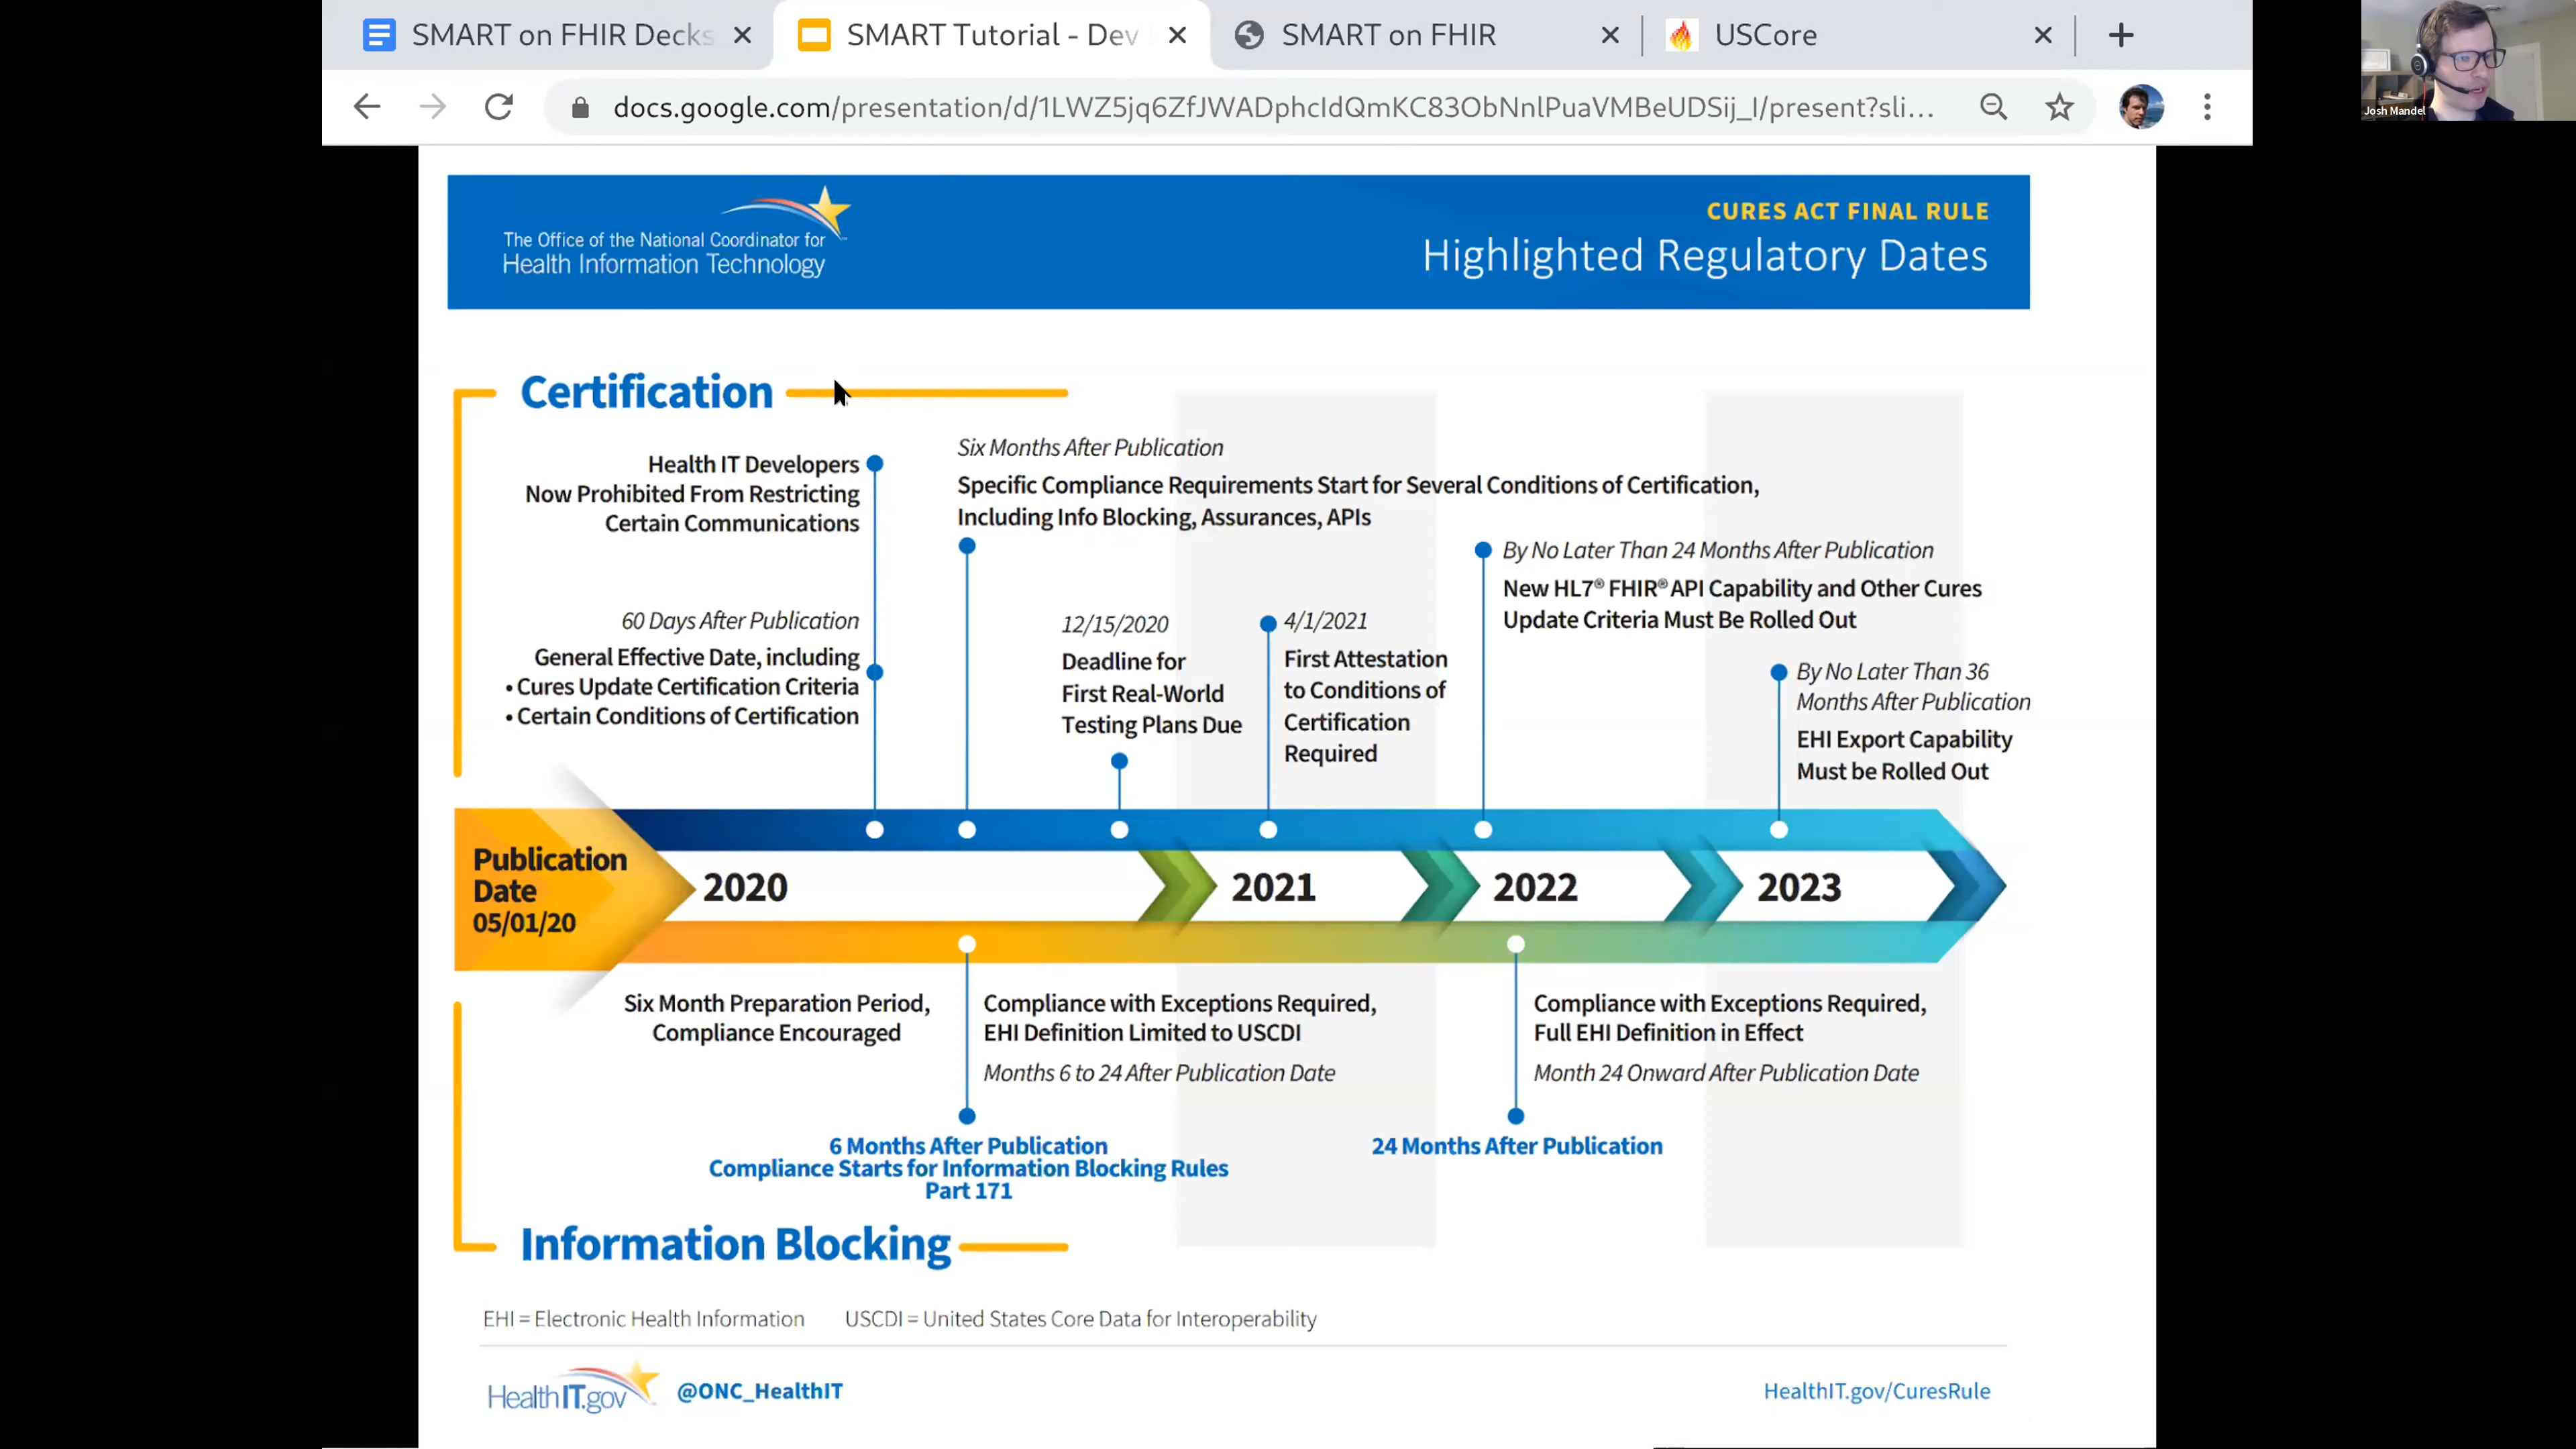 SMART on FHIR Decks
SMART Tutorial - Dev
SMART on FHIR
USCore
docs.google.com/presentation/d/1LWZ5jq6ZfJWADphcIdQmKC83ObNnlPuaVMBeUDSij_I/present?sli...
Josh Mandel
The Office of the National Coordinator for
Health Information Technology
CURES ACT FINAL RULE
Highlighted Regulatory Dates
Certification
Health IT Developers
Now Prohibited From Restricting
Certain Communications
60 Days After Publication
General Effective Date, including
• Cures Update Certification Criteria
• Certain Conditions of Certification
Six Months After Publication
Specific Compliance Requirements Start for Several Conditions of Certification,
Including Info Blocking, Assurances, APIs
12/15/2020
Deadline for
First Real-World
Testing Plans Due
4/1/2021
First Attestation
to Conditions of
Certification
Required
By No Later Than 24 Months After Publication
New HL7® FHIR® API Capability and Other Cures
Update Criteria Must Be Rolled Out
By No Later Than 36
Months After Publication
EHI Export Capability
Must be Rolled Out
Publication
Date
05/01/20
2020
2021
2022
2023
Six Month Preparation Period,
Compliance Encouraged
Compliance with Exceptions Required,
EHI Definition Limited to USCDI
Months 6 to 24 After Publication Date
Compliance with Exceptions Required,
Full EHI Definition in Effect
Month 24 Onward After Publication Date
6 Months After Publication
Compliance Starts for Information Blocking Rules
Part 171
24 Months After Publication
Information Blocking
EHI = Electronic Health Information
USCDI = United States Core Data for Interoperability
HealthIT.gov
@ONC_HealthIT
HealthIT.gov/CuresRule